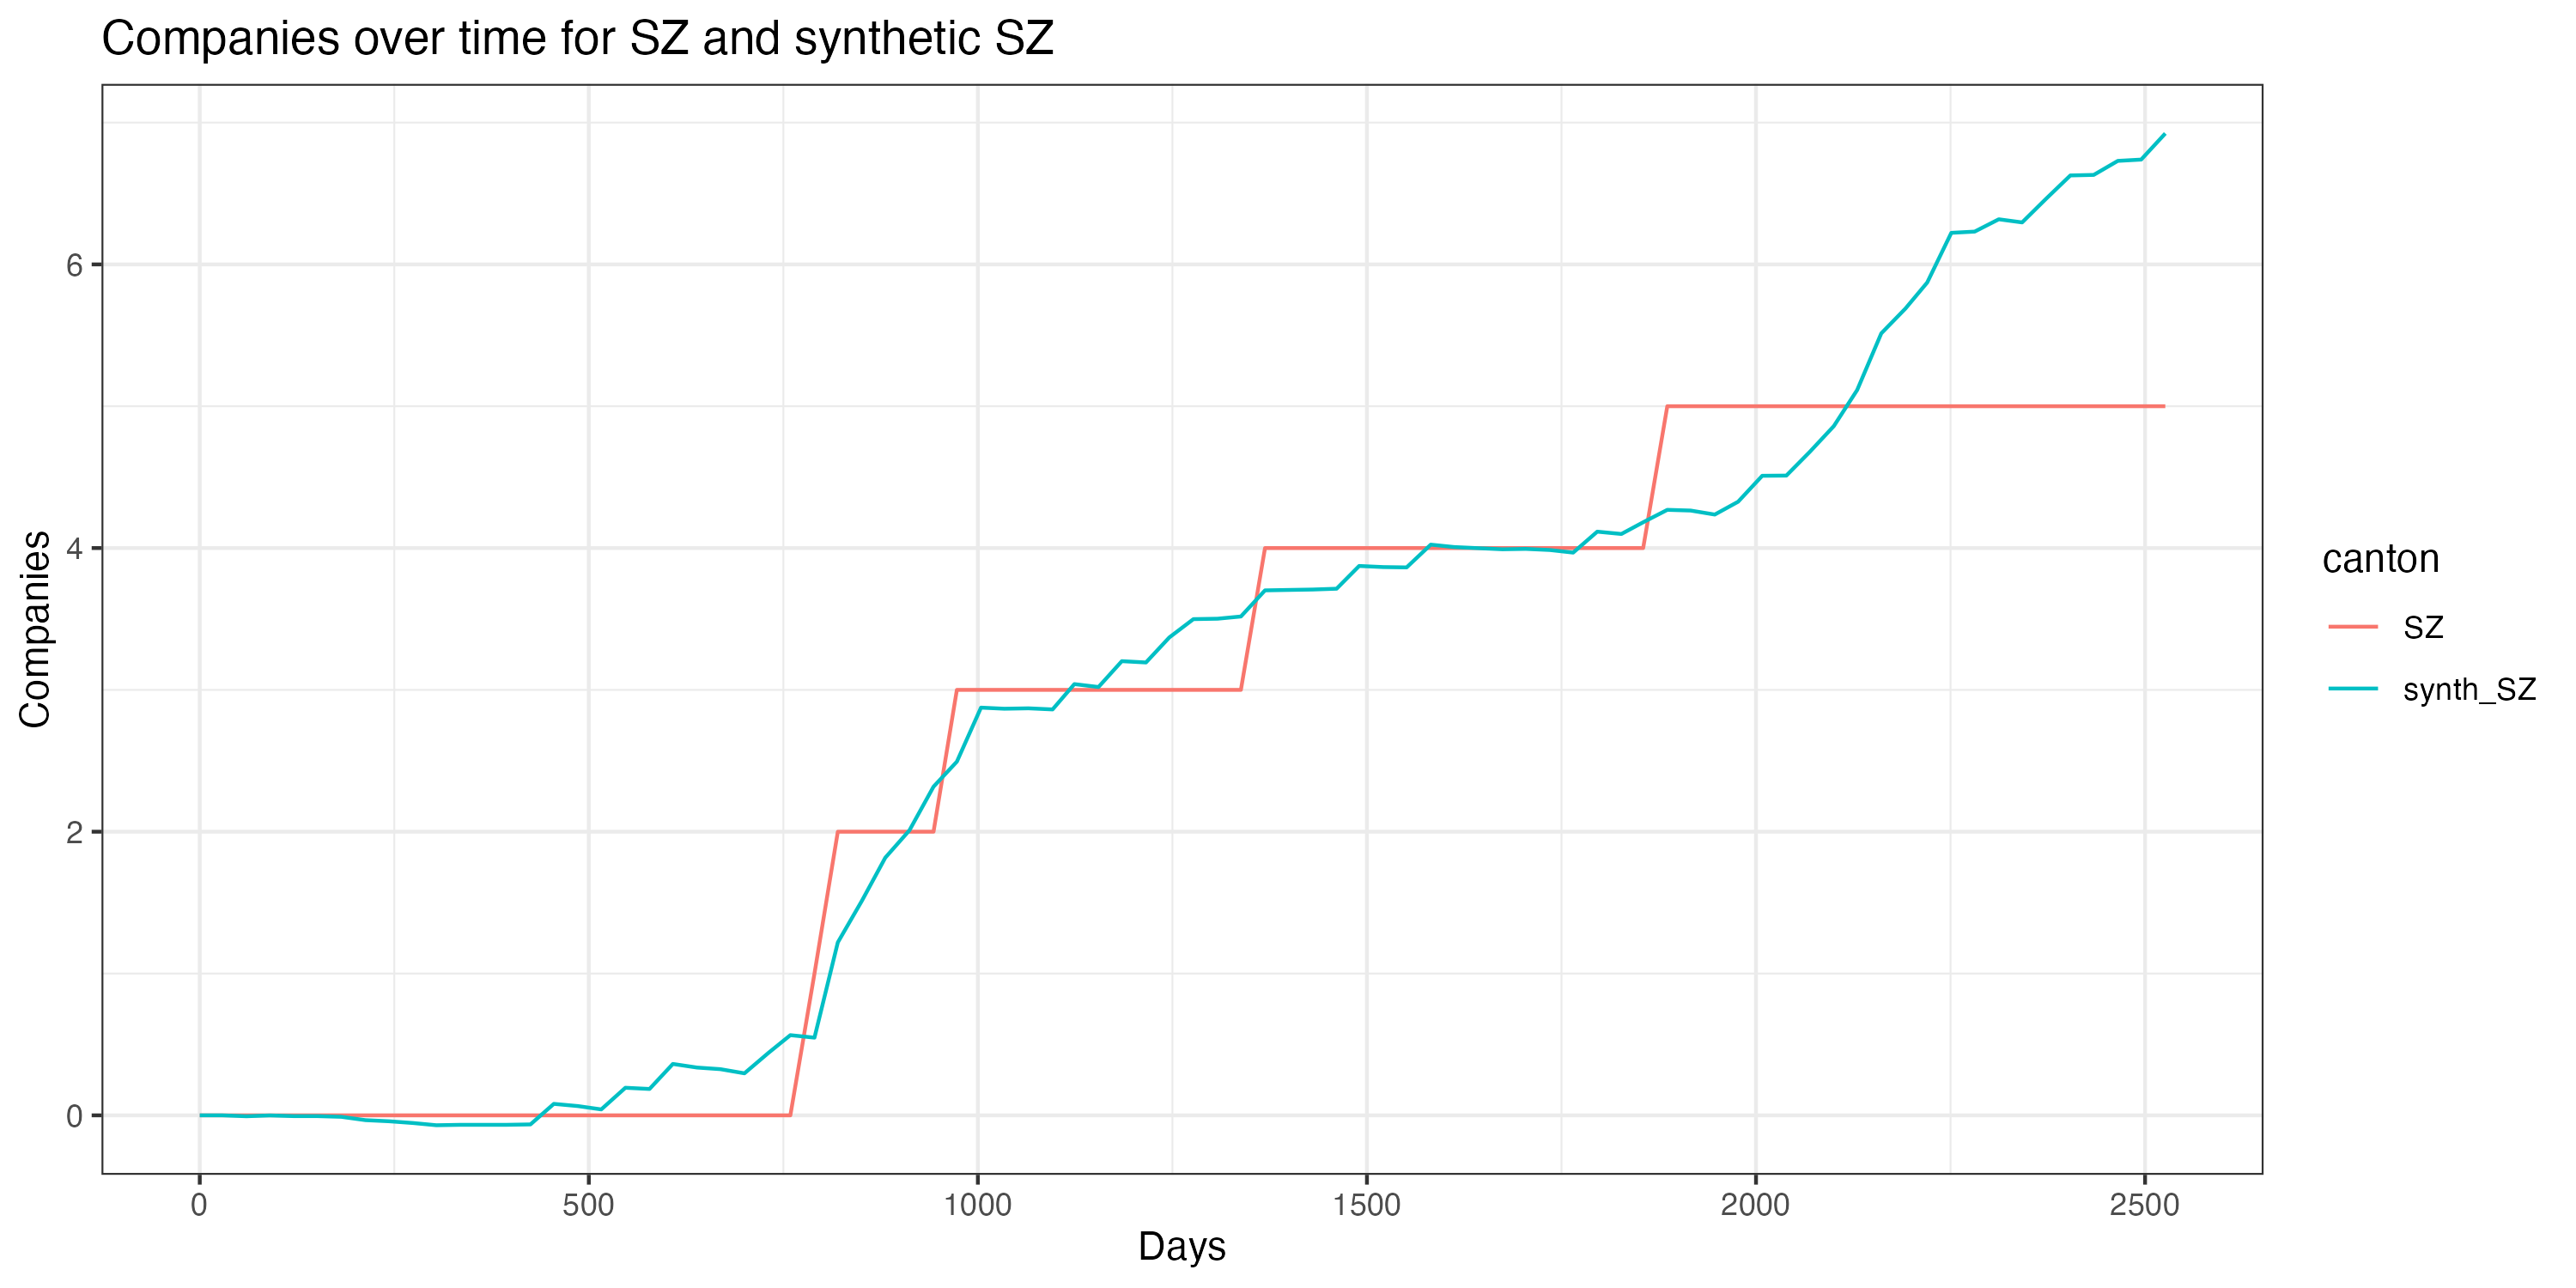 Companies over time for SZ and synthetic SZ
Companies
6
4
2
0
0 500 1000 1500 2000 2500
Days
canton
SZ
synth_SZ